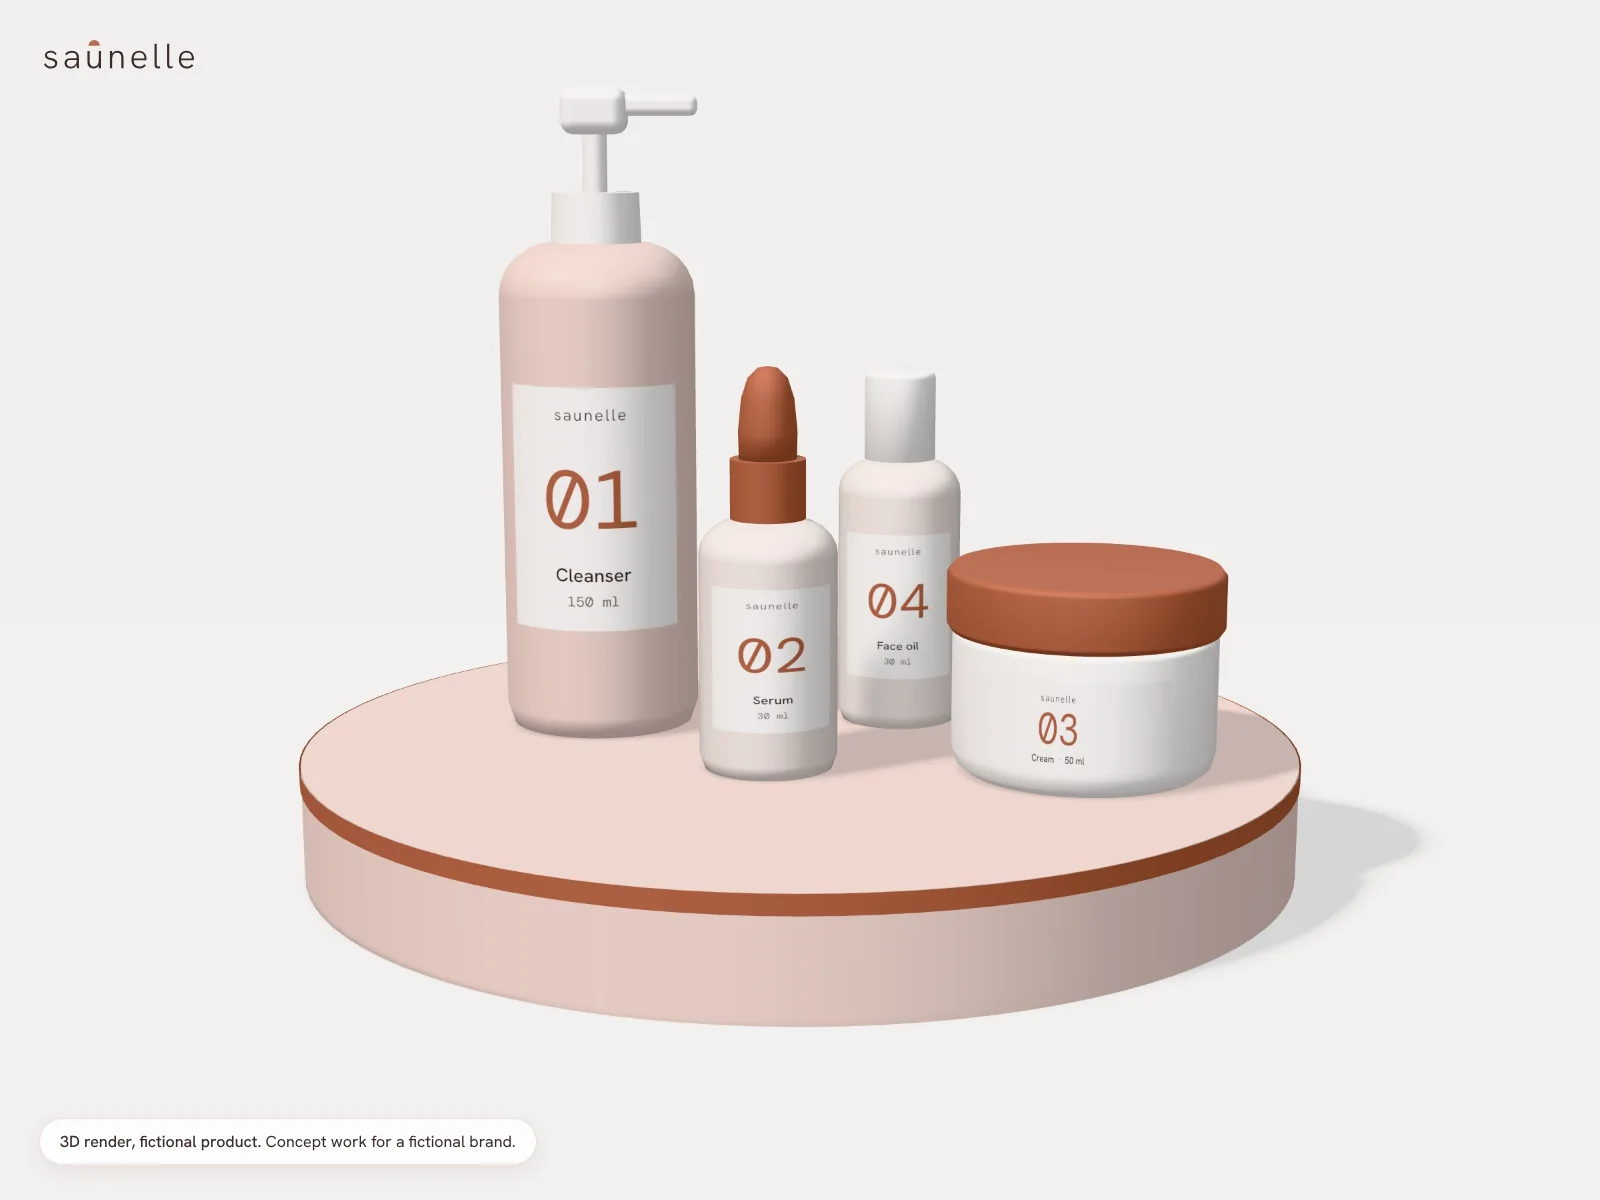 saunelle
saunelle
01
Cleanser
150 ml
saunelle
02
Serum
30 ml
saunelle
04
Face oil
30 ml
saunelle
03
Cream · 50 ml
3D render, fictional product. Concept work for a fictional brand.